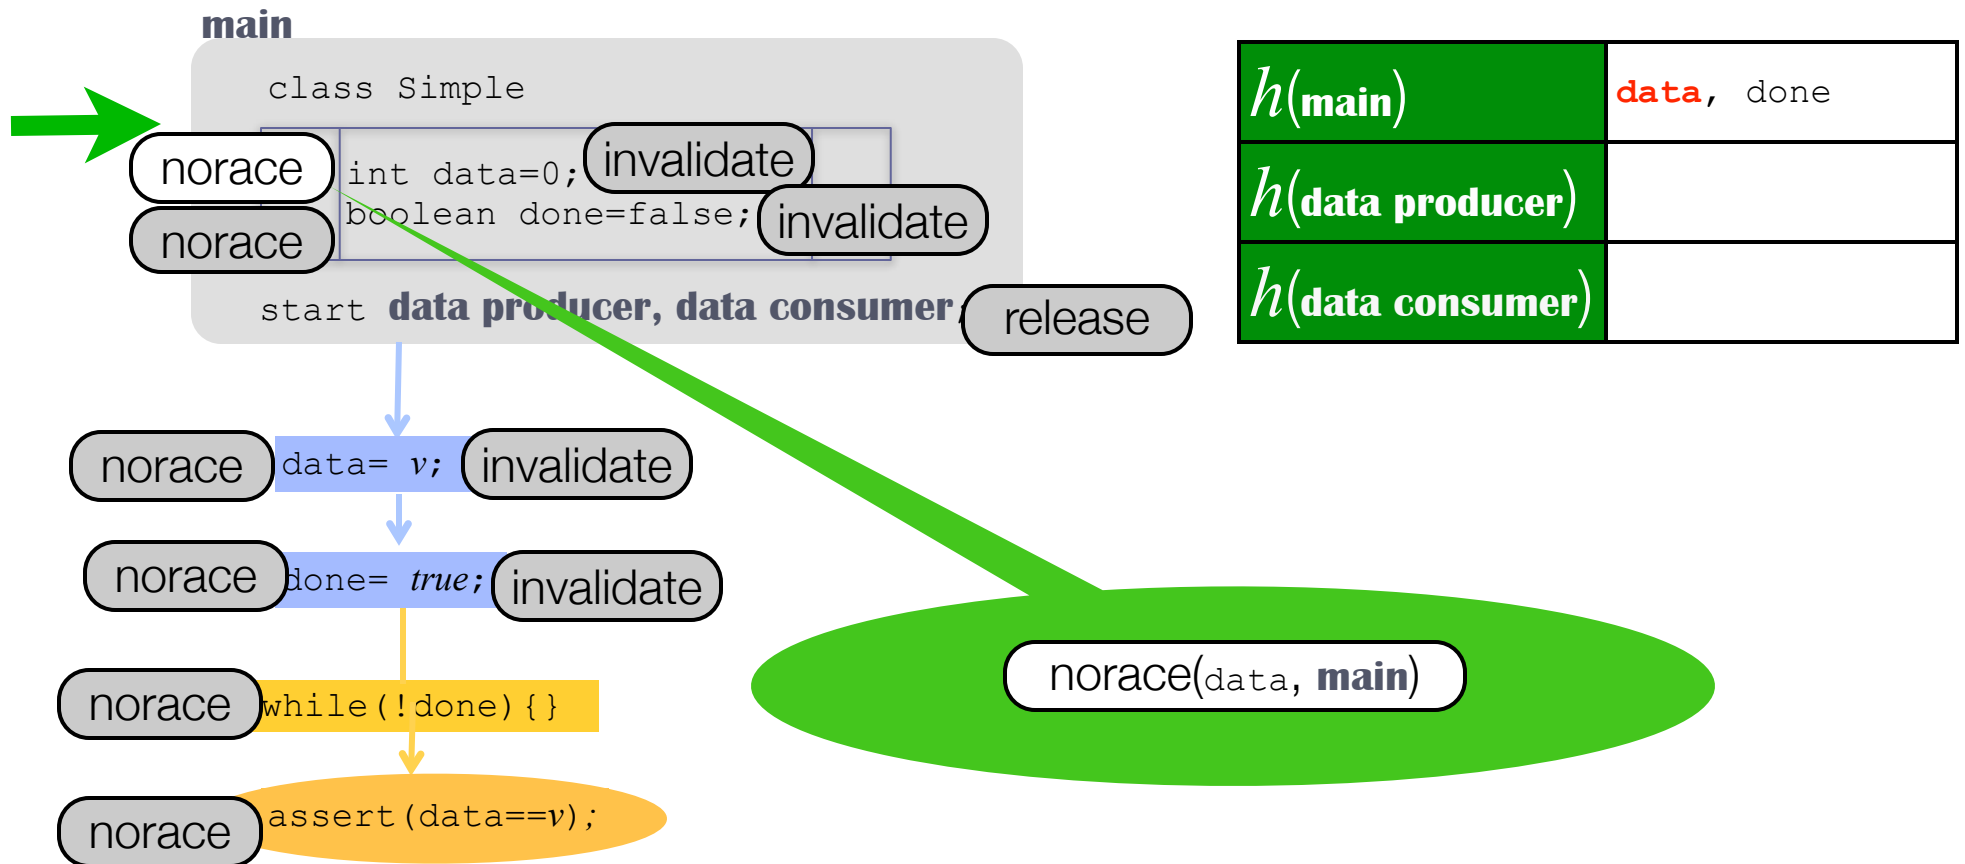 main
class Simple
norace int data=0; invalidate
norace boolean done=false; invalidate
start data producer, data consumer; release
norace data= v; invalidate
norace done= true; invalidate
norace while(!done){}
norace assert(data==v);
h(main) data, done
h(data producer)
h(data consumer)
norace(data, main)